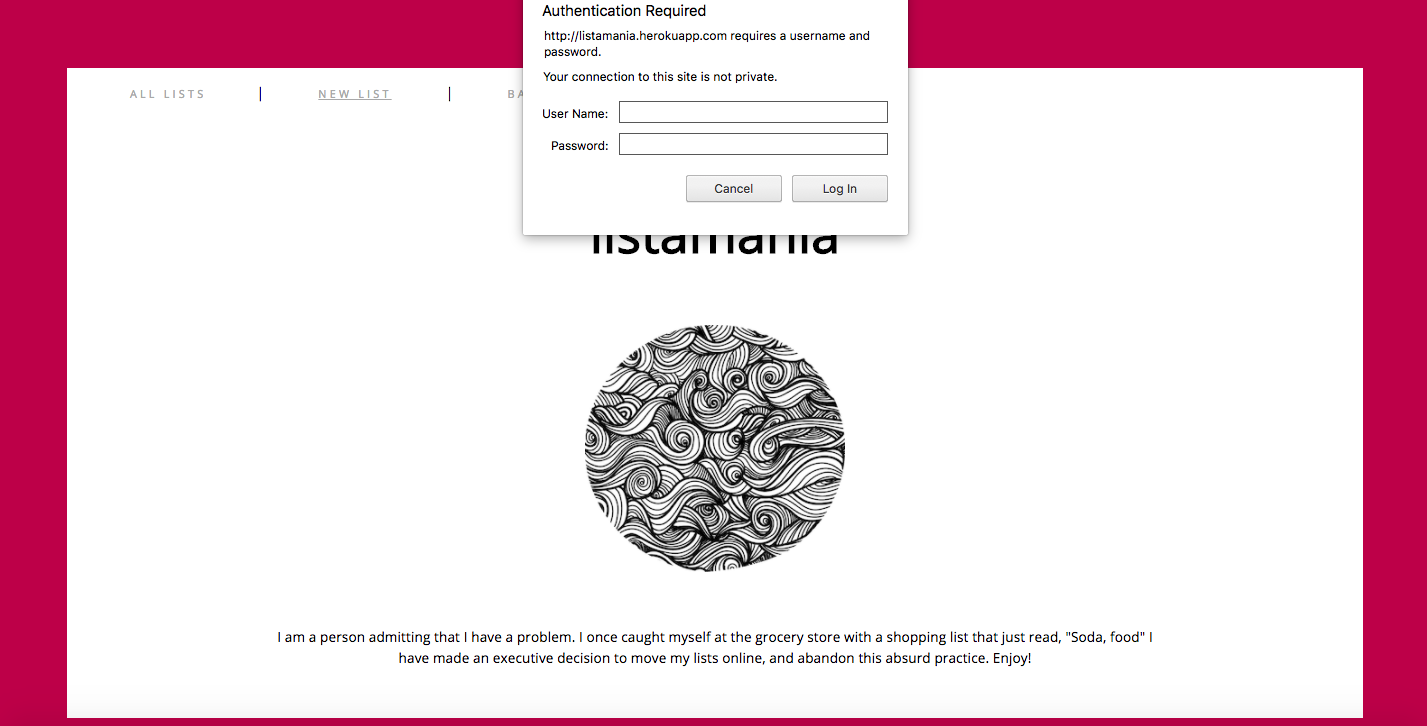 Authentication Required
http://listamania.herokuapp.com requires a username and
password.
Your connection to this site is not private.
ALL LISTS | NEW LIST | BA
User Name:
Password:
Cancel Log In
listamania
I am a person admitting that I have a problem. I once caught myself at the grocery store with a shopping list that just read, "Soda, food" I
have made an executive decision to move my lists online, and abandon this absurd practice. Enjoy!